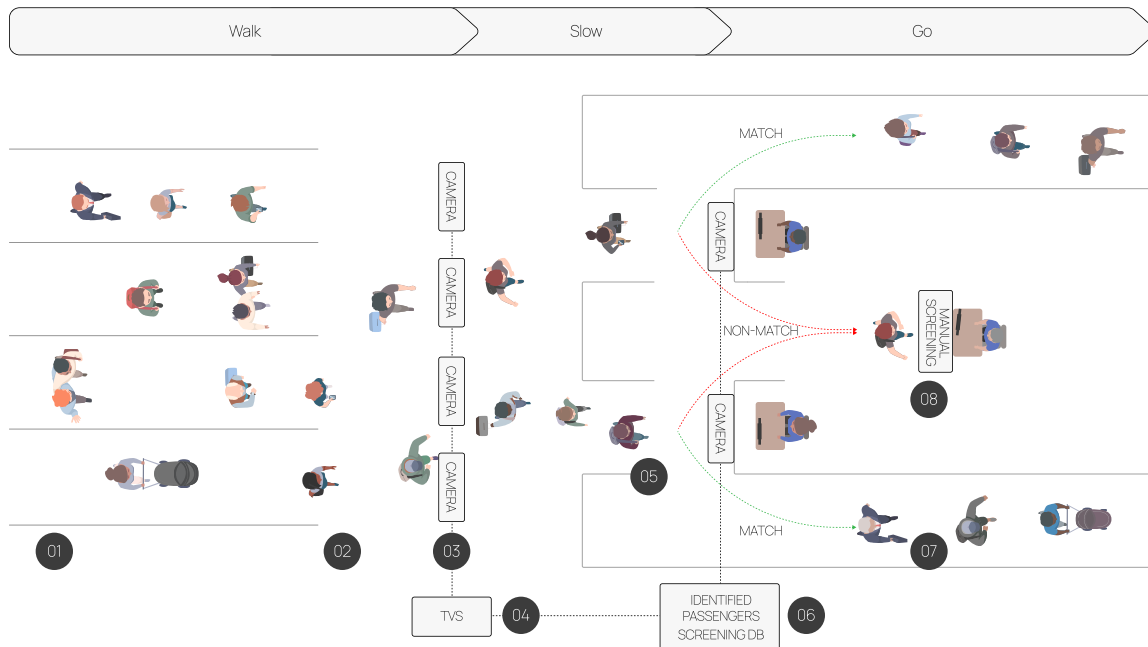 Walk
Slow
Go
MATCH
CAMERA
CAMERA
CAMERA
NON-MATCH
MANUAL
SCREENING
CAMERA
CAMERA
08
CAMERA
05
MATCH
01
02
03
07
TVS
04
IDENTIFIED
PASSENGERS
SCREENING DB
06